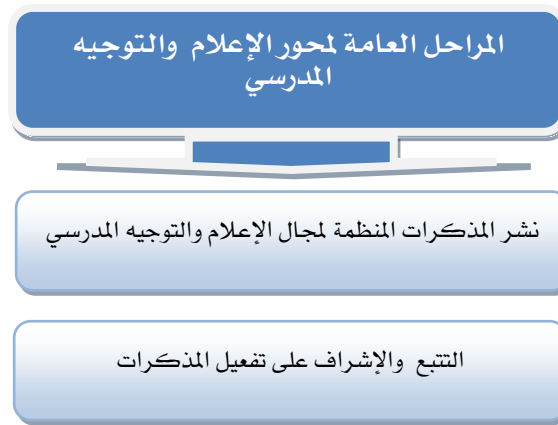 المراحل العامة لمحور الإعلام والتوجيه
المدرسي
نشر المذكرات المنظمة لمجال الإعلام والتوجيه المدرسي
التتبع والإشراف على تفعيل المذكرات